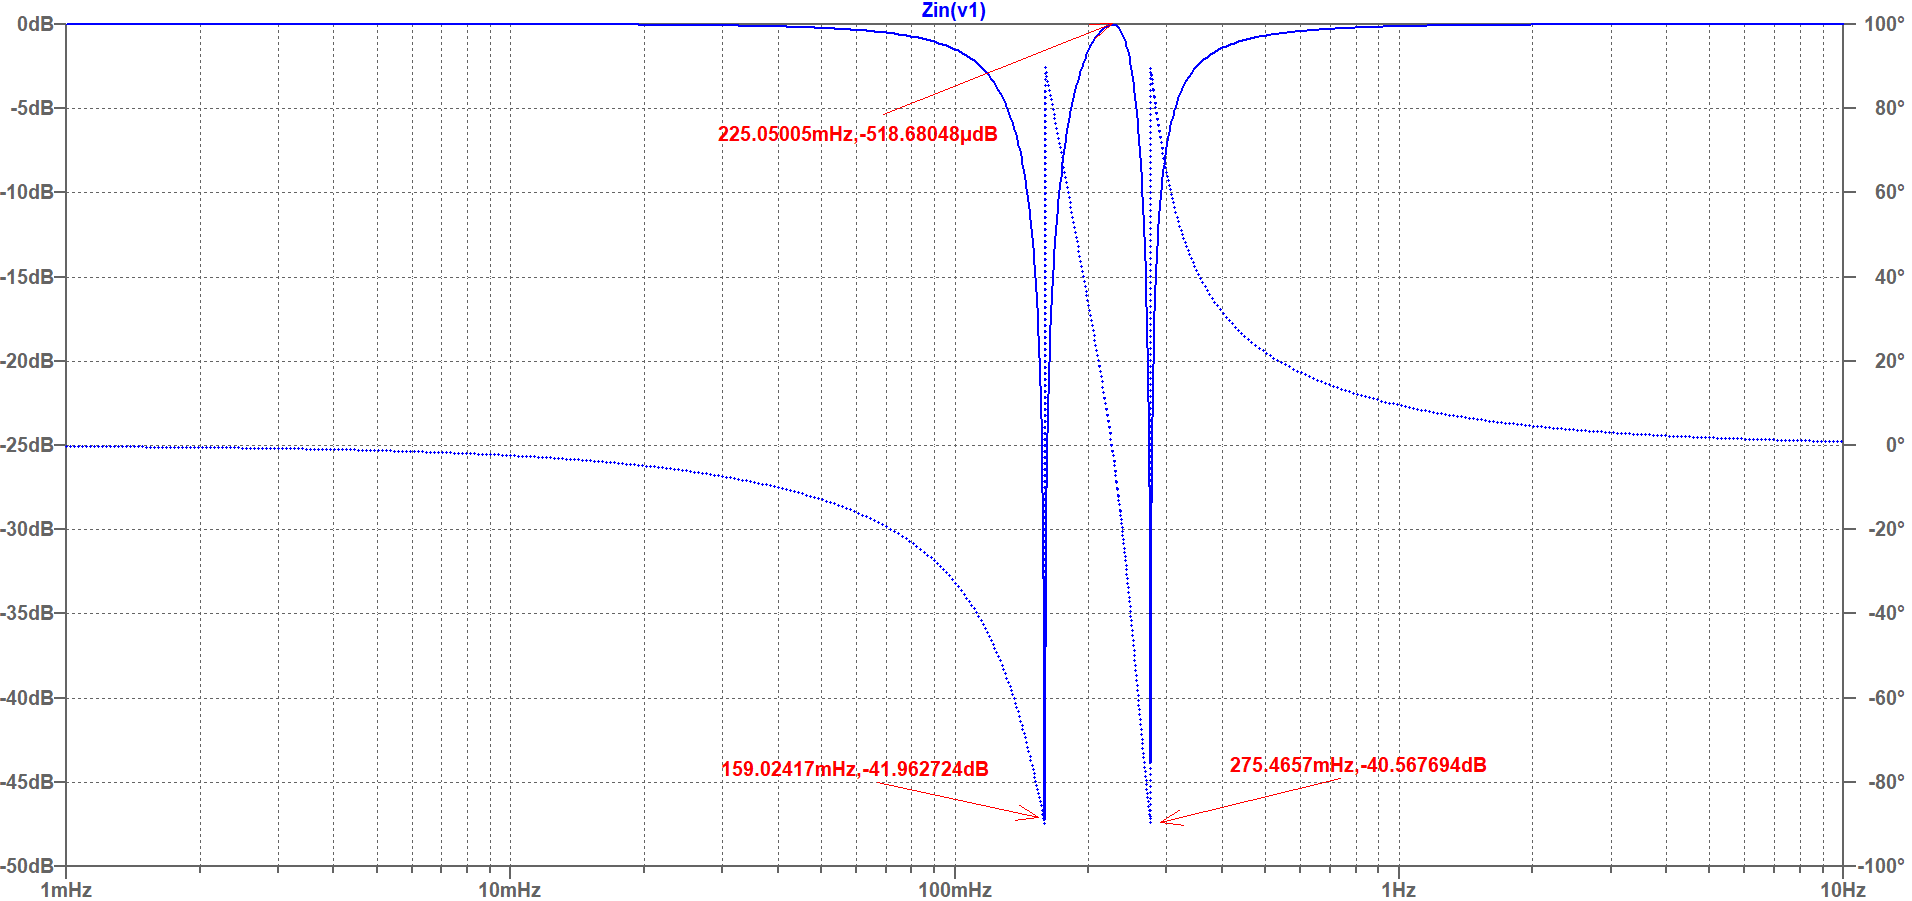 Zin(v1)
0dB
-5dB
-10dB
-15dB
-20dB
-25dB
-30dB
-35dB
-40dB
-45dB
-50dB
100°
80°
60°
40°
20°
0°
-20°
-40°
-60°
-80°
-100°
225.05005mHz,-518.68048µdB
159.02417mHz,-41.962724dB
275.4657mHz,-40.567694dB
1mHz 10mHz 100mHz 1Hz 10Hz